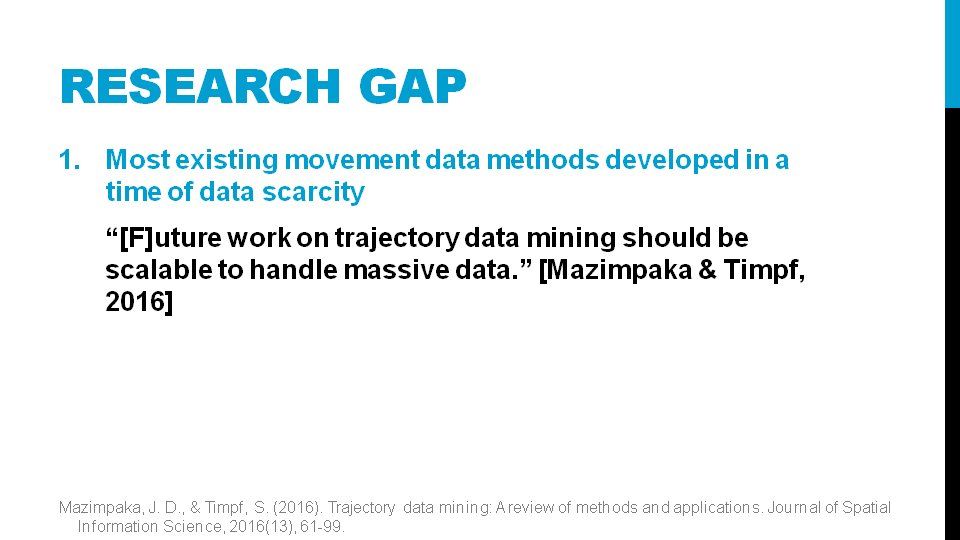 RESEARCH GAP
1. Most existing movement data methods developed in a
time of data scarcity
“[F]uture work on trajectory data mining should be
scalable to handle massive data.” [Mazimpaka & Timpf,
2016]
Mazimpaka, J. D., & Timpf, S. (2016). Trajectory data mining: A review of methods and applications. Journal of Spatial
Information Science, 2016(13), 61-99.